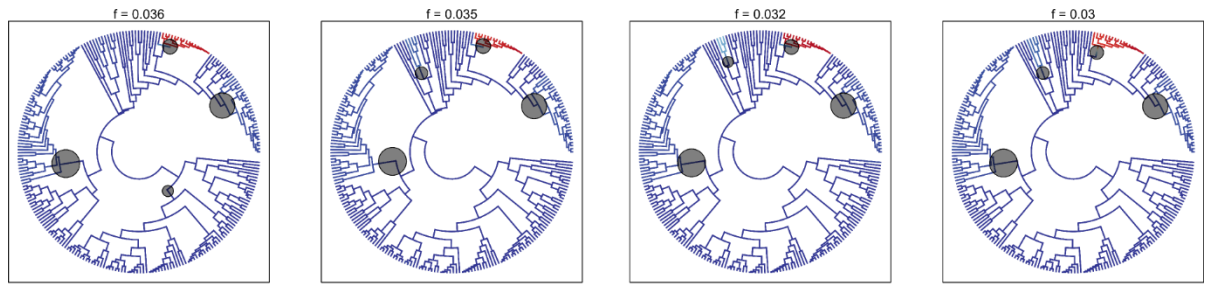 f = 0.036
f = 0.035
f = 0.032
f = 0.03